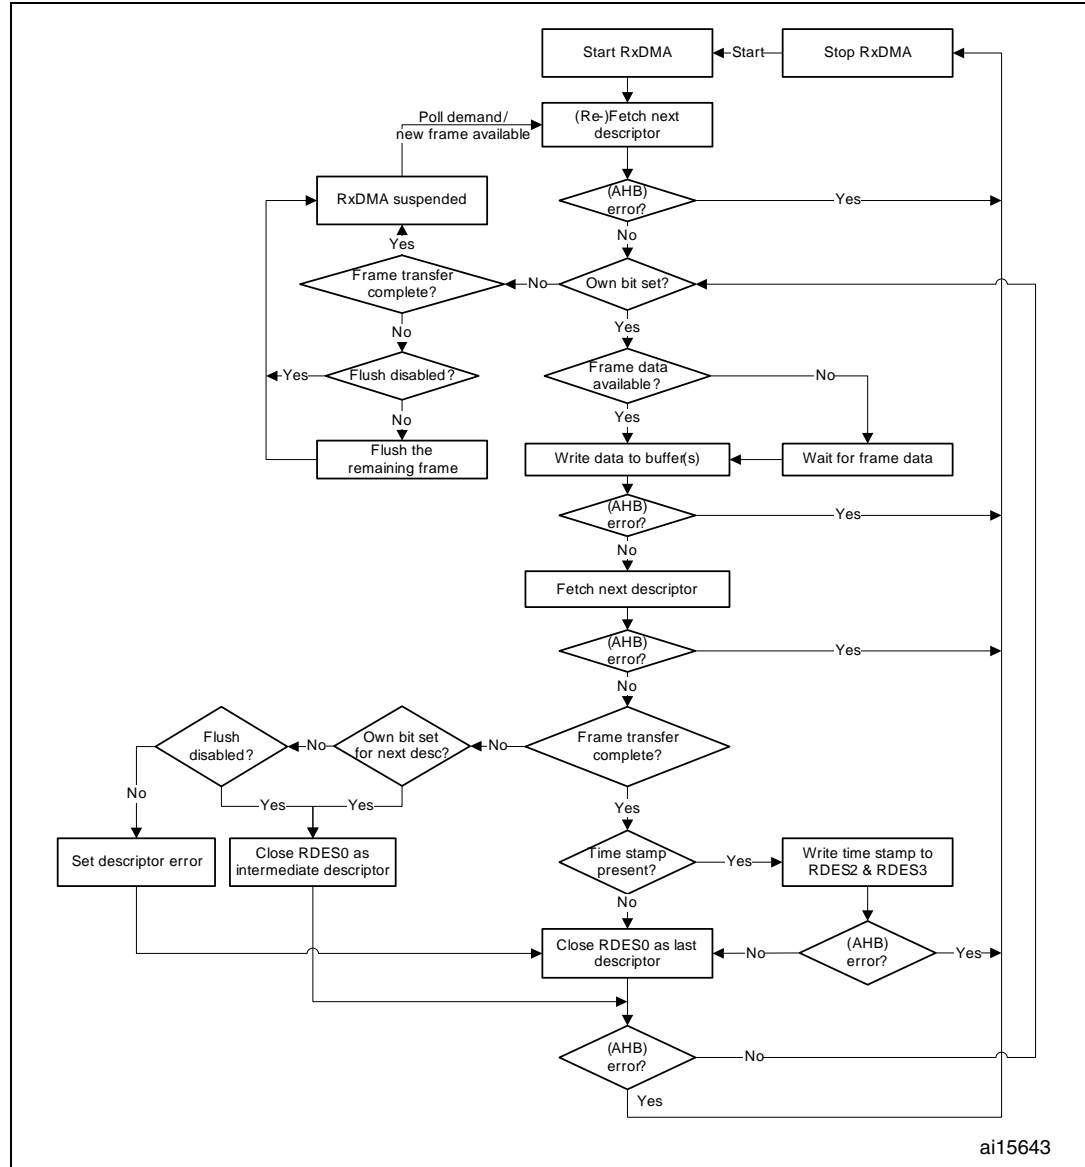 Start RxDMA
Start
Stop RxDMA
Poll demand/
new frame available
(Re-)Fetch next
descriptor
RxDMA suspended
(AHB)
error?
Yes
No
Yes
Frame transfer
complete?
No
Own bit set?
No
Yes
Yes
Flush disabled?
Frame data
available?
No
No
Yes
Flush the
remaining frame
Write data to buffer(s)
Wait for frame data
(AHB)
error?
Yes
No
Fetch next descriptor
(AHB)
error?
Yes
No
Flush
disabled?
No
Own bit set
for next desc?
No
Frame transfer
complete?
No
Yes
Yes
Yes
Set descriptor error
Close RDES0 as
intermediate descriptor
Time stamp
present?
Yes
Write time stamp to
RDES2 & RDES3
No
Close RDES0 as last
descriptor
No
(AHB)
error?
Yes
(AHB)
error?
No
Yes
ai15643